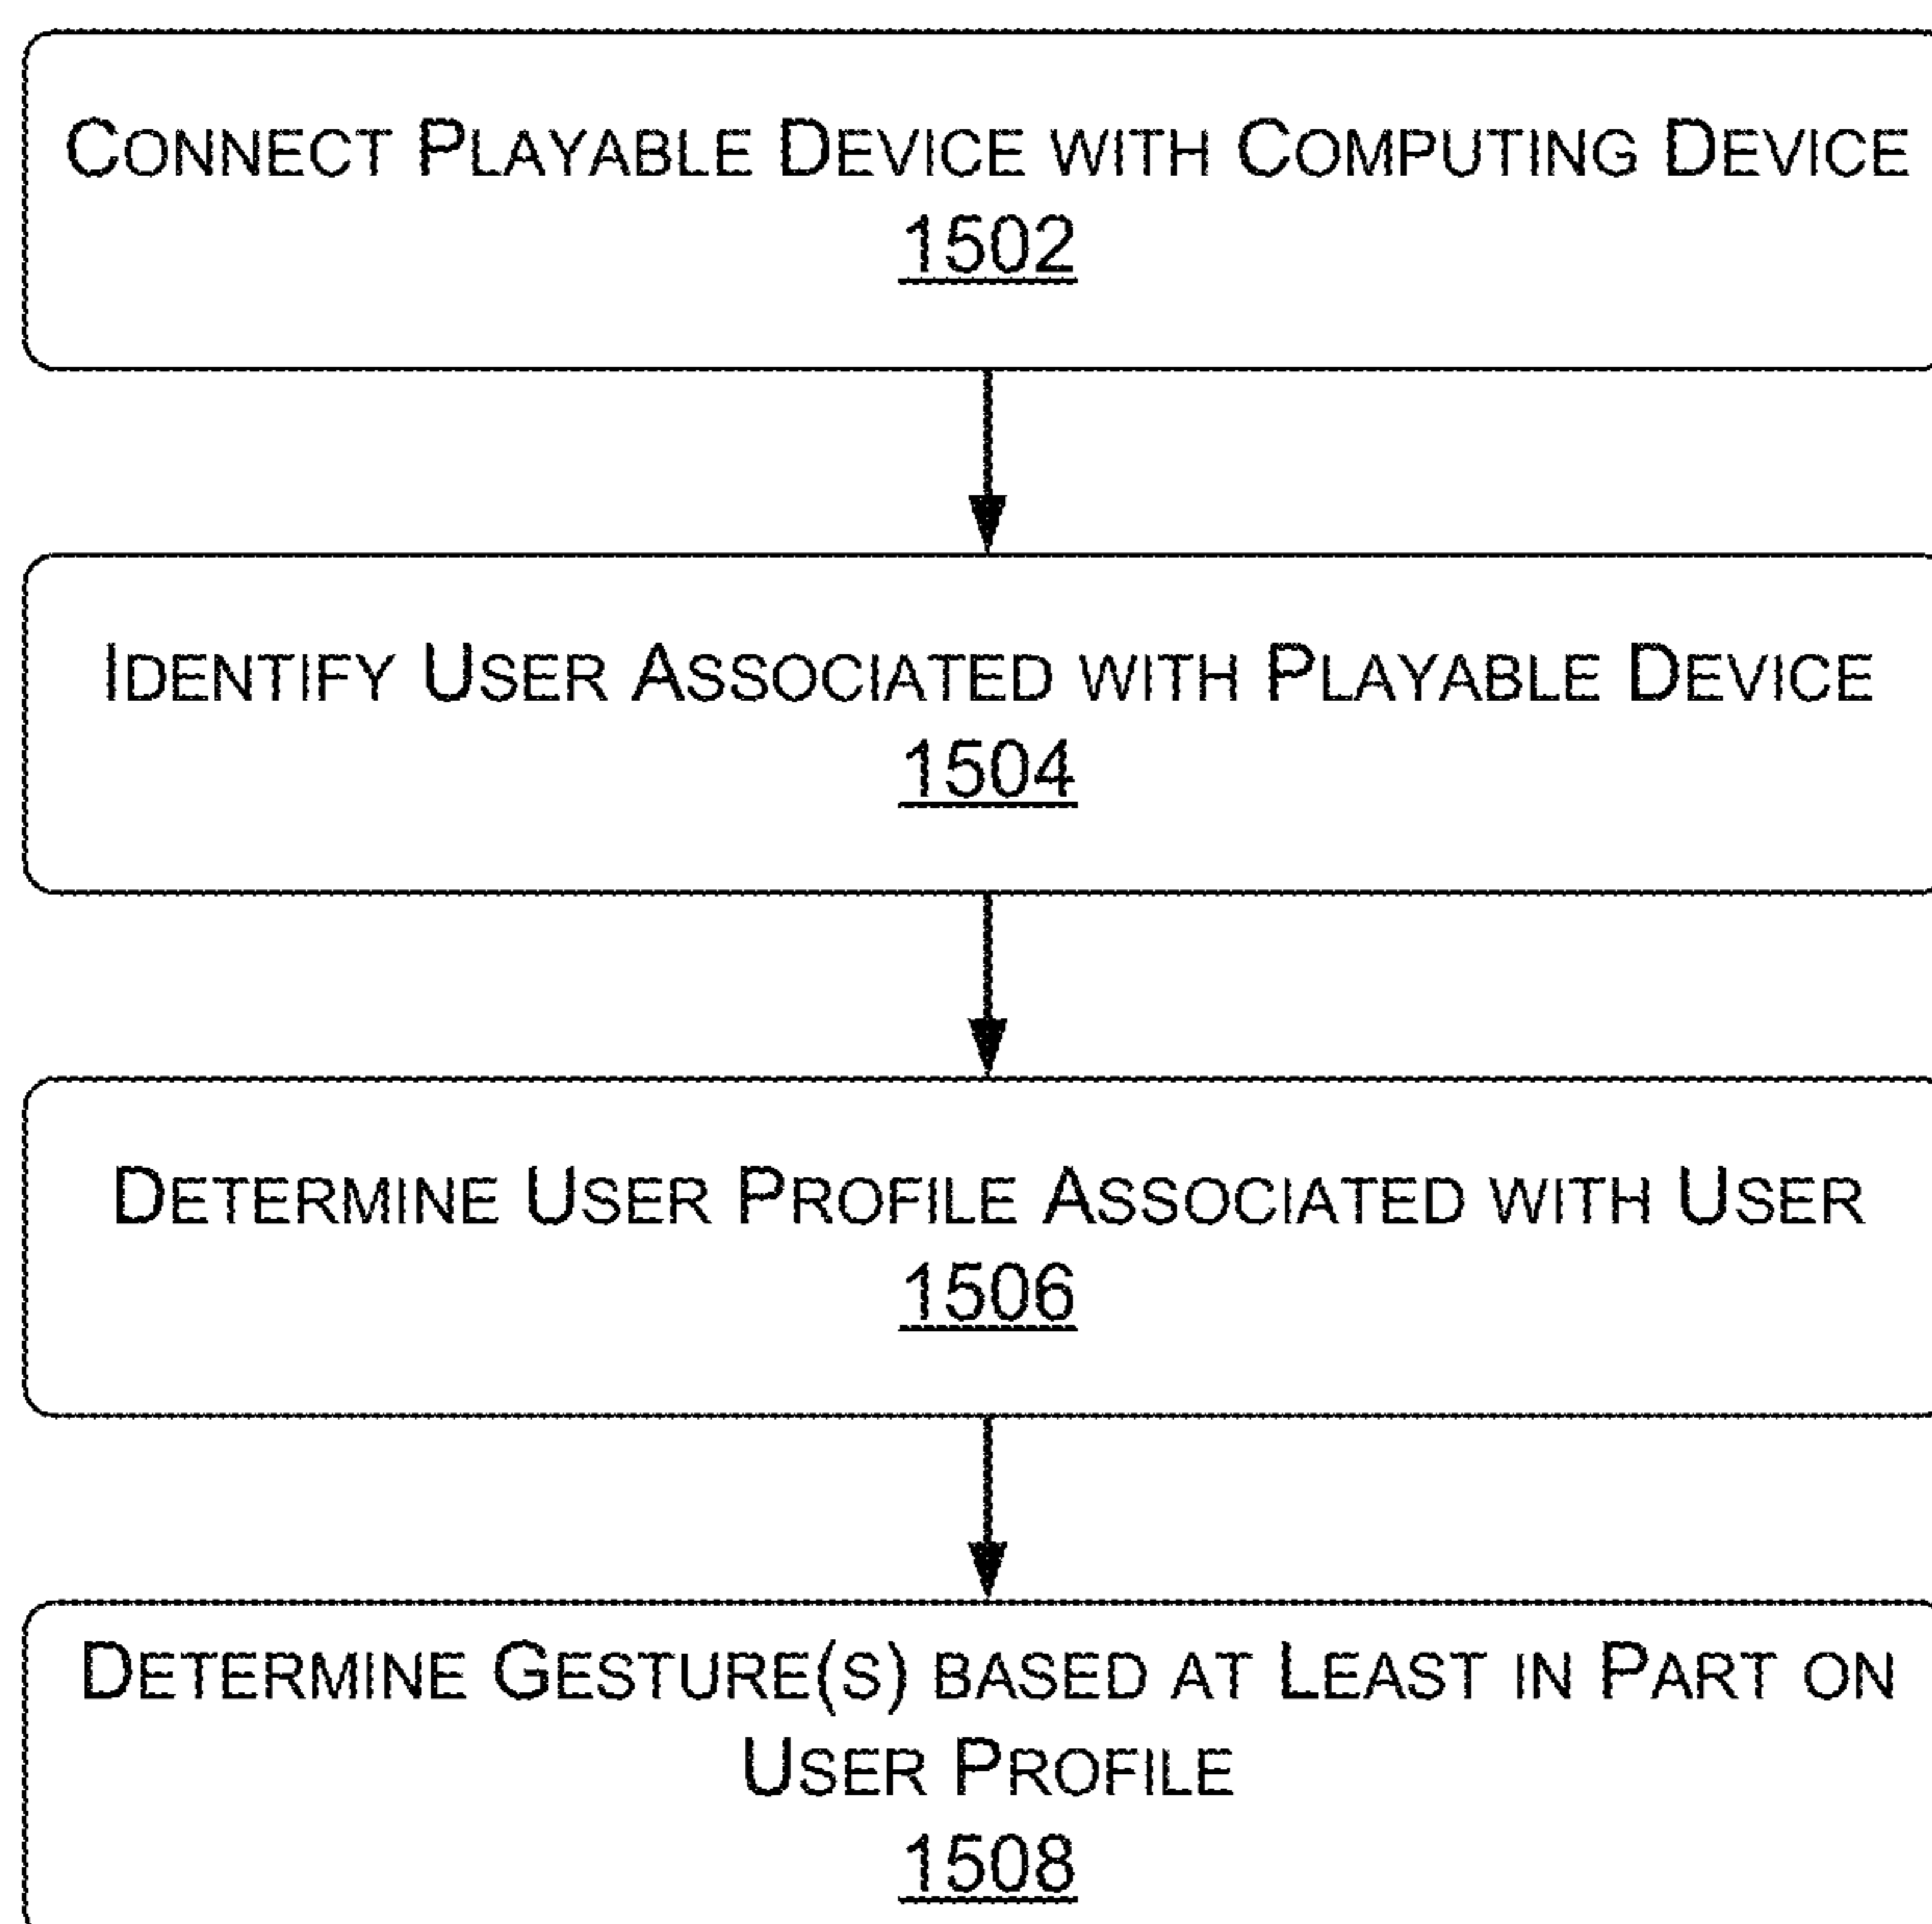 CONNECT PLAYABLE DEVICE WITH COMPUTING DEVICE
1502
IDENTIFY USER ASSOCIATED WITH PLAYABLE DEVICE
1504
DETERMINE USER PROFILE ASSOCIATED WITH USER
1506
DETERMINE GESTURE(S) BASED AT LEAST IN PART ON
USER PROFILE
1508